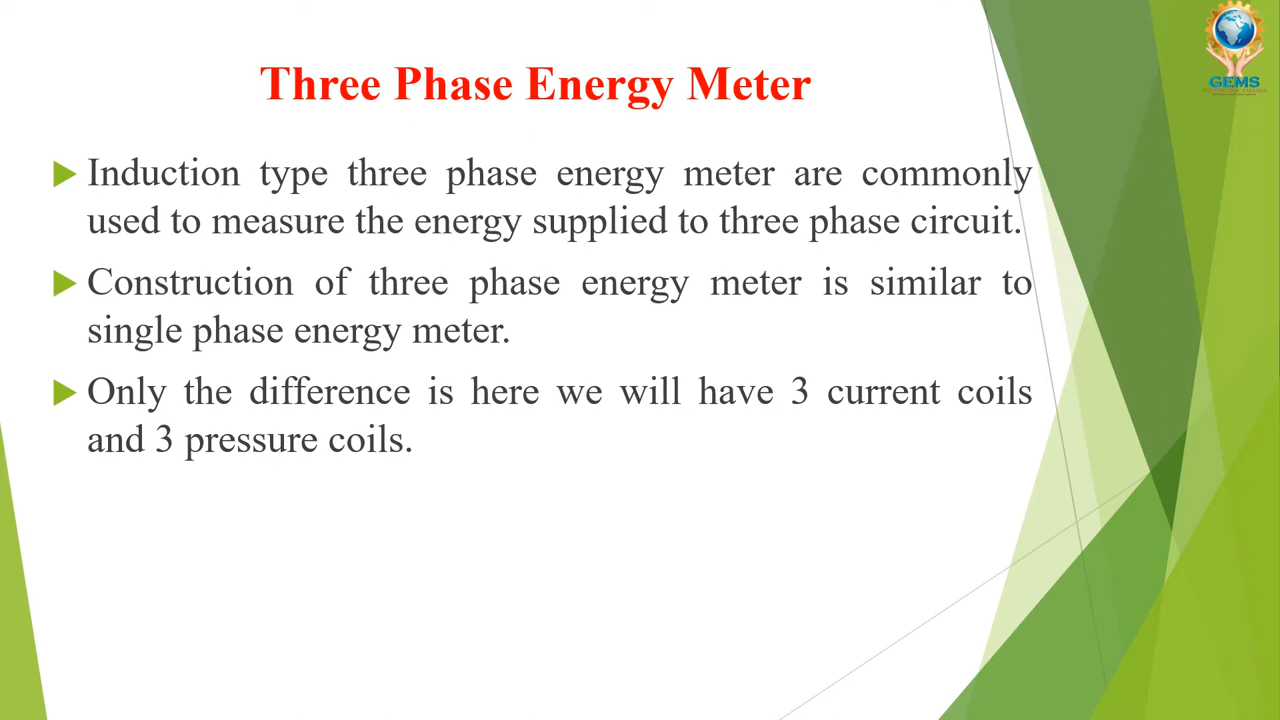 Three Phase Energy Meter
Induction type three phase energy meter are commonly
used to measure the energy supplied to three phase circuit.
Construction of three phase energy meter is similar to
single phase energy meter.
Only the difference is here we will have 3 current coils
and 3 pressure coils.
GEMS